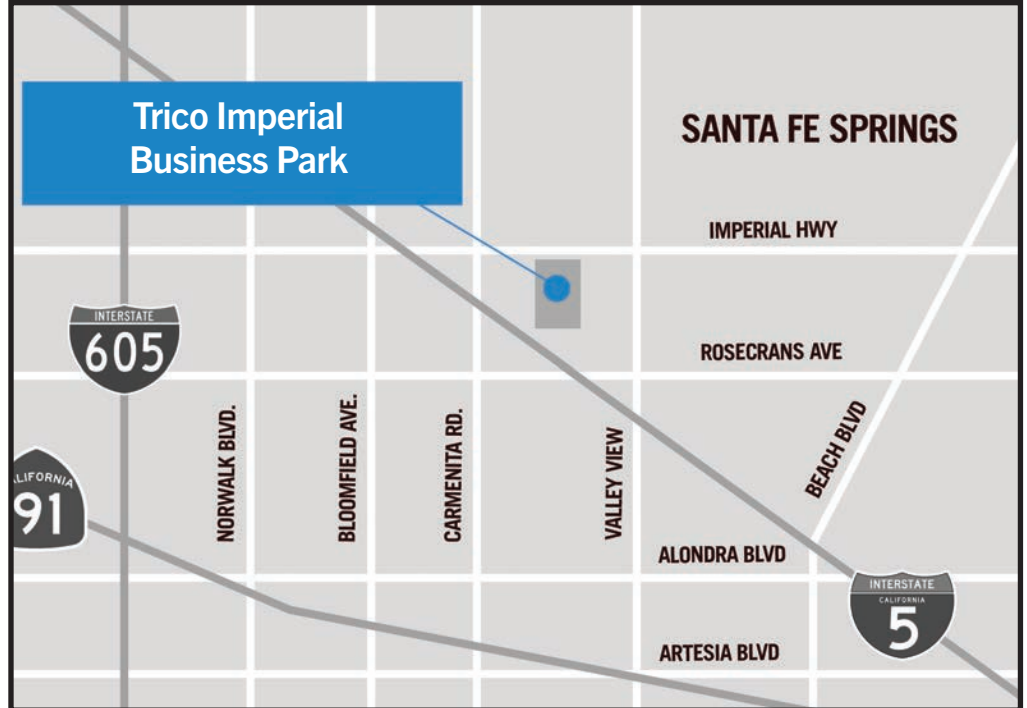 Trico Imperial
Business Park
SANTA FE SPRINGS
IMPERIAL HWY
INTERSTATE
605
ROSECRANS AVE
NORWALK BLVD.
BLOOMFIELD AVE.
CARMENITA RD.
VALLEY VIEW
BEACH BLVD
ALIFORNIA
91
ALONDRA BLVD
INTERSTATE
CALIFORNIA
5
ARTESIA BLVD